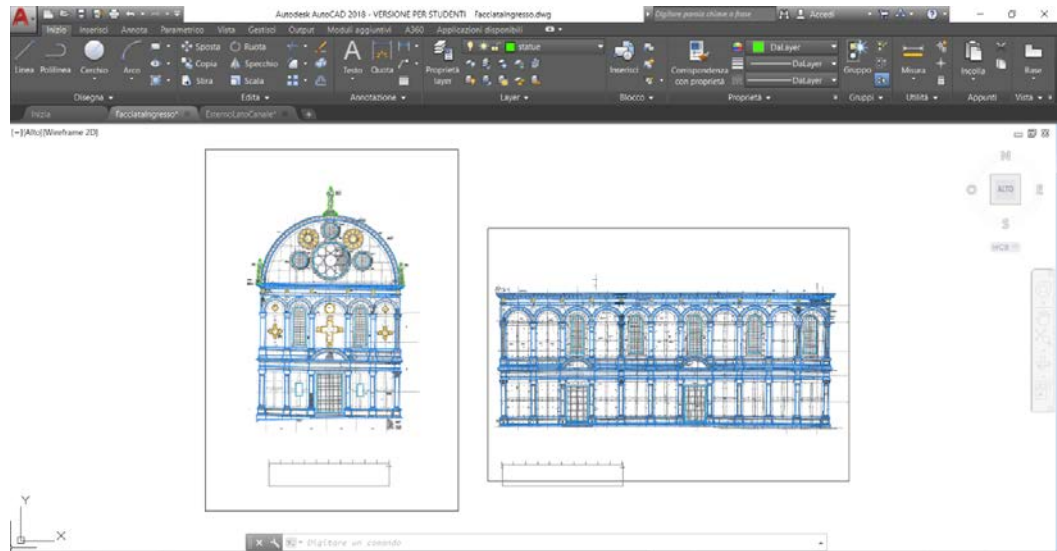 Autodesk AutoCAD 2018 - VERSIONE PER STUDENTI FacciataIngresso.dwg
Digitare parola chiave o frase
Accedi
Inizio Inserisci Annota Parametrico Vista Gestisci Output Moduli aggiuntivi A360 Applicazioni disponibili
Linea Polilinea Cerchio Arco
Sposta Ruota
Copia Specchio
Stira Scala
Testo Quota
Proprietà layer
statue
Inserisci
Corrispondenza con proprietà
DaLayer
DaLayer
DaLayer
Gruppo
Misura
Incolla
Base
Disegna Edita Annotazione Layer Blocco Proprietà Gruppi Utilità Appunti Vista
Inizia FacciataIngresso* EsternoLatoCanale*
[-][Alto][Wireframe 2D]
M
O ALTO E
S
WCS
Y
X
Digitare un comando